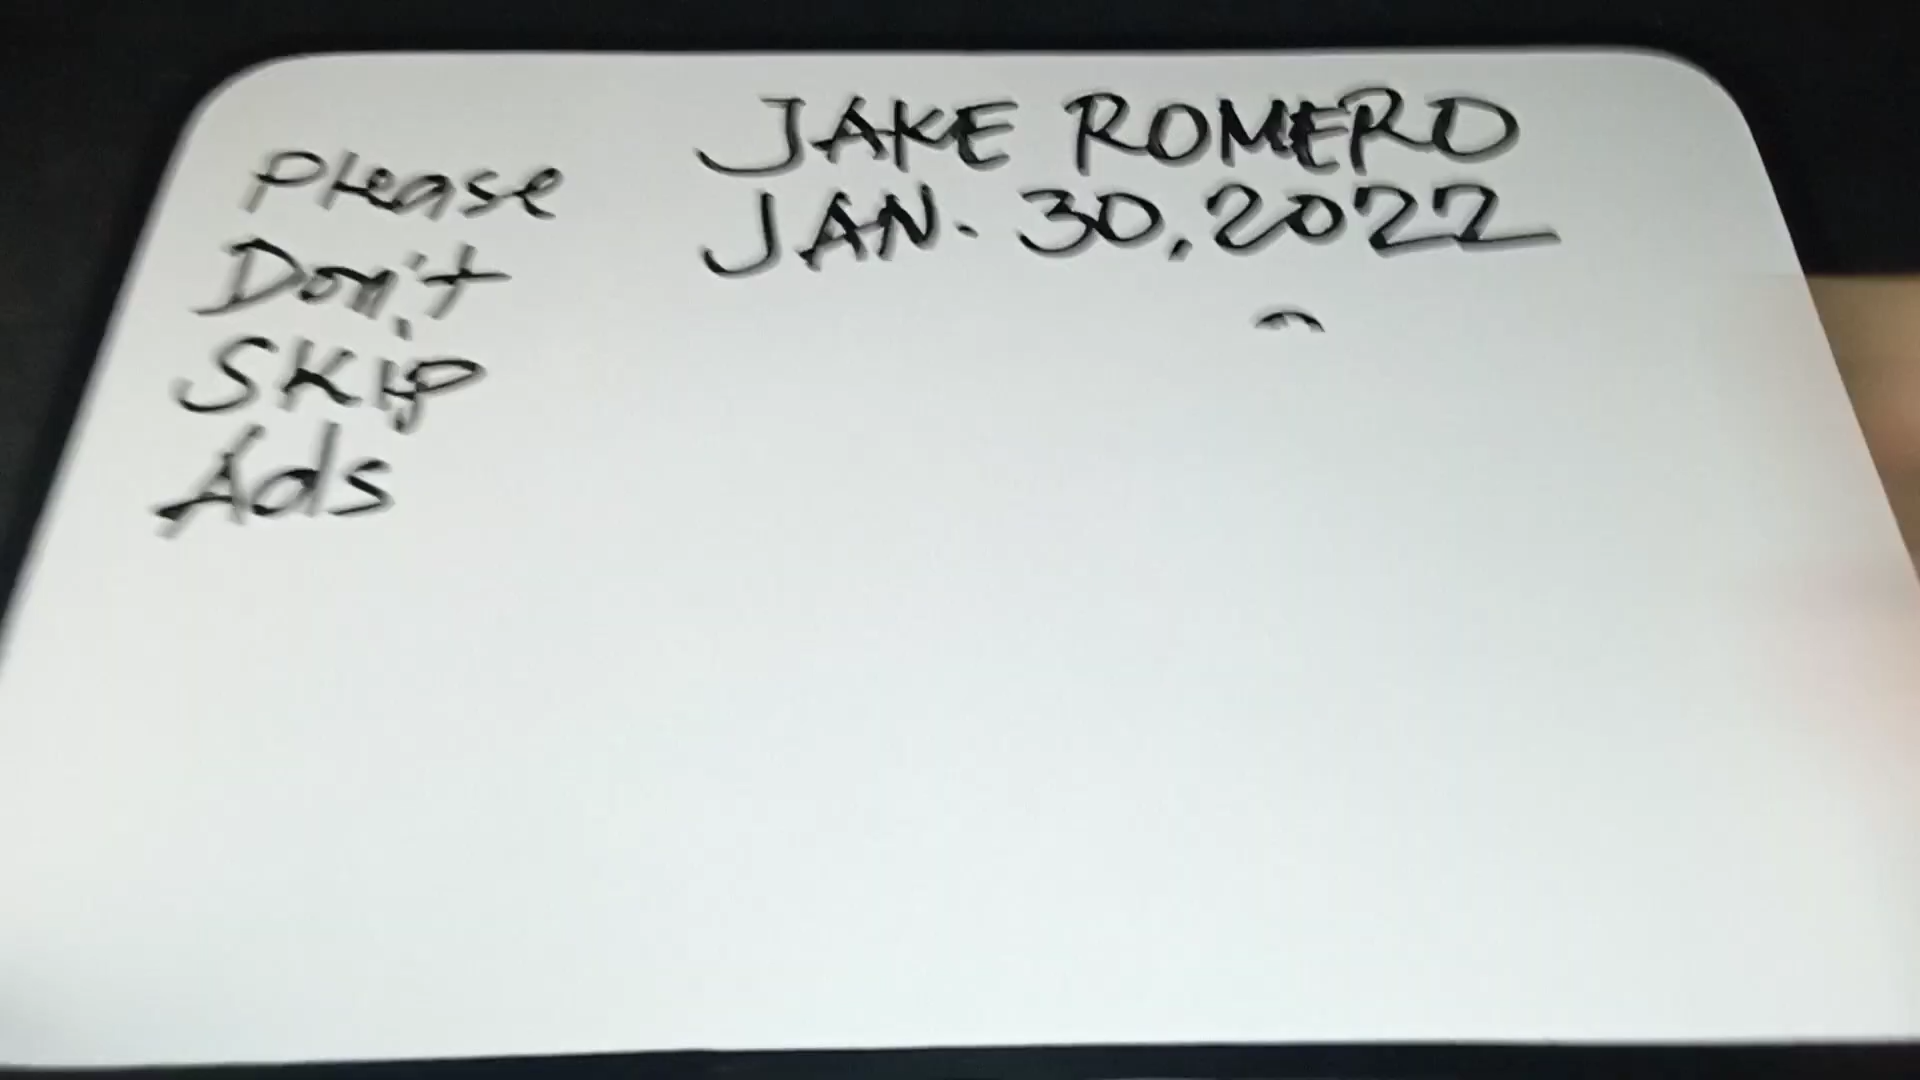 JAKE ROMERO
JAN. 30, 2022
Please
Don't
SKip
Ads